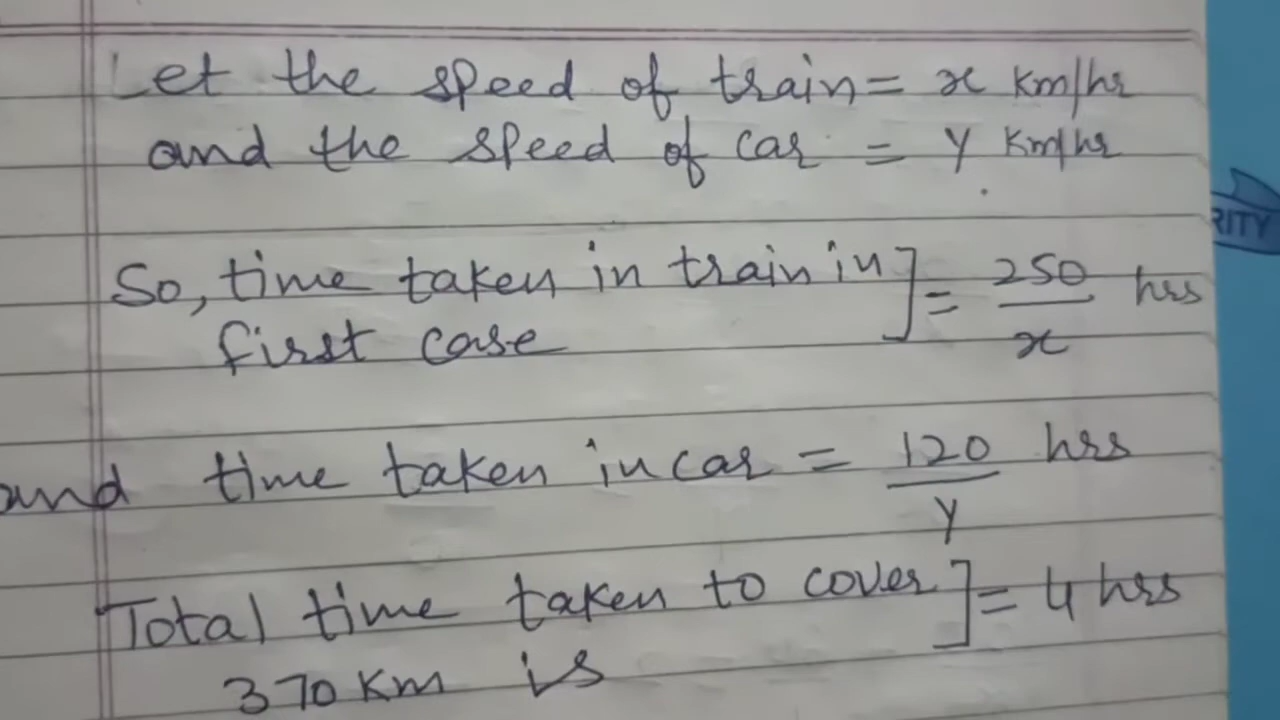 Let the speed of train = x km/hr
and the speed of car = y km/hr
So, time taken in train in ] = 250/x hrs
first case
and time taken in car = 120/y hrs
Total time taken to cover ] = 4 hrs
370 km is
RITY